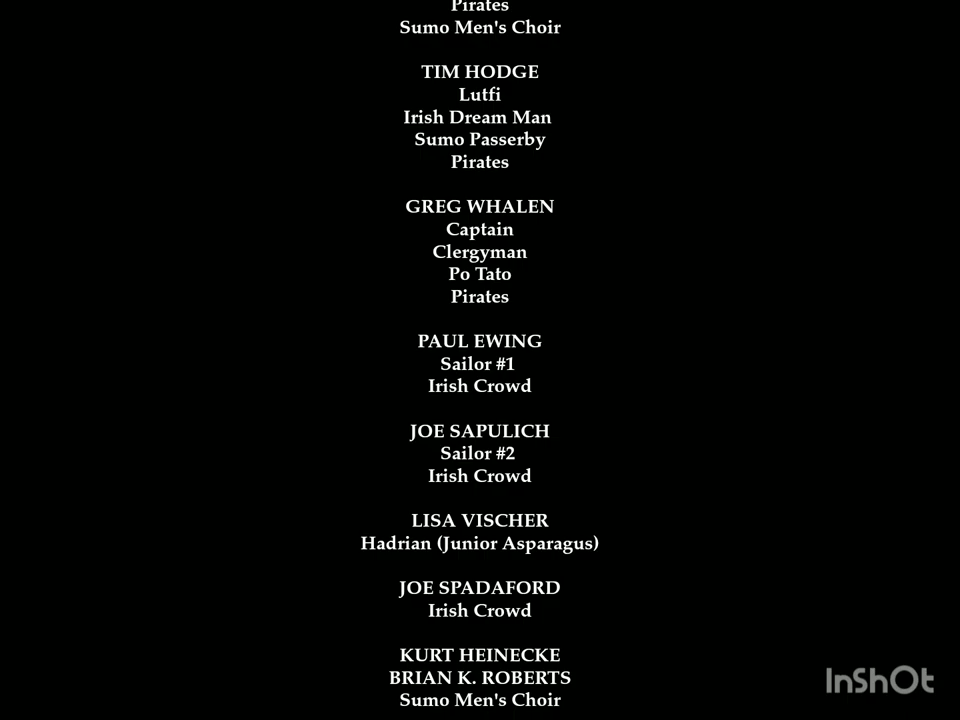 Pirates
Sumo Men's Choir
TIM HODGE
Lutfi
Irish Dream Man
Sumo Passerby
Pirates
GREG WHALEN
Captain
Clergyman
Po Tato
Pirates
PAUL EWING
Sailor #1
Irish Crowd
JOE SAPULICH
Sailor #2
Irish Crowd
LISA VISCHER
Hadrian (Junior Asparagus)
JOE SPADAFORD
Irish Crowd
KURT HEINECKE
BRIAN K. ROBERTS
Sumo Men's Choir
InShOt